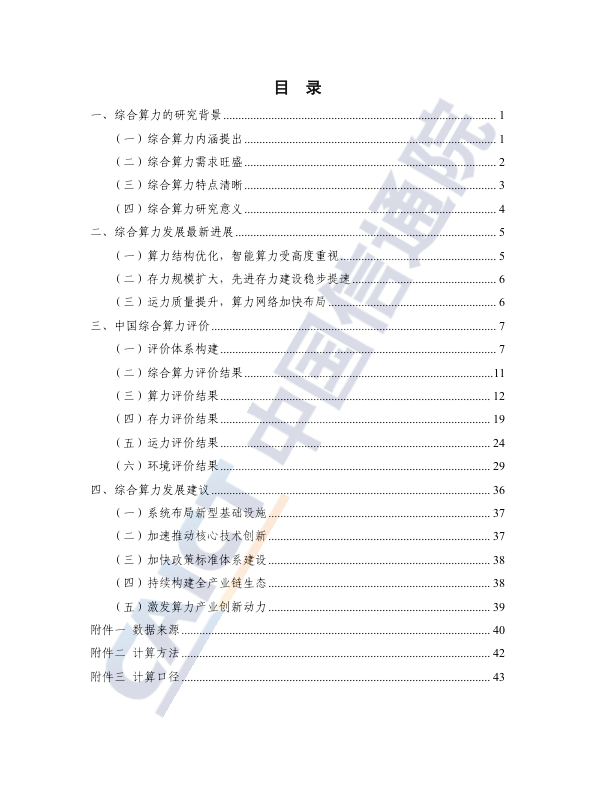 目 录
一、综合算力的研究背景 1
（一）综合算力内涵提出 1
（二）综合算力需求旺盛 2
（三）综合算力特点清晰 3
（四）综合算力研究意义 4
二、综合算力发展最新进展 5
（一）算力结构优化，智能算力受高度重视 5
（二）存力规模扩大，先进存力建设稳步提速 6
（三）运力质量提升，算力网络加快布局 6
三、中国综合算力评价 7
（一）评价体系构建 7
（二）综合算力评价结果 11
（三）算力评价结果 12
（四）存力评价结果 19
（五）运力评价结果 24
（六）环境评价结果 29
四、综合算力发展建议 36
（一）系统布局新型基础设施 37
（二）加速推动核心技术创新 37
（三）加快政策标准体系建设 38
（四）持续构建全产业链生态 38
（五）激发算力产业创新动力 39
附件一 数据来源 40
附件二 计算方法 42
附件三 计算口径 43
CAICT 中国信通院